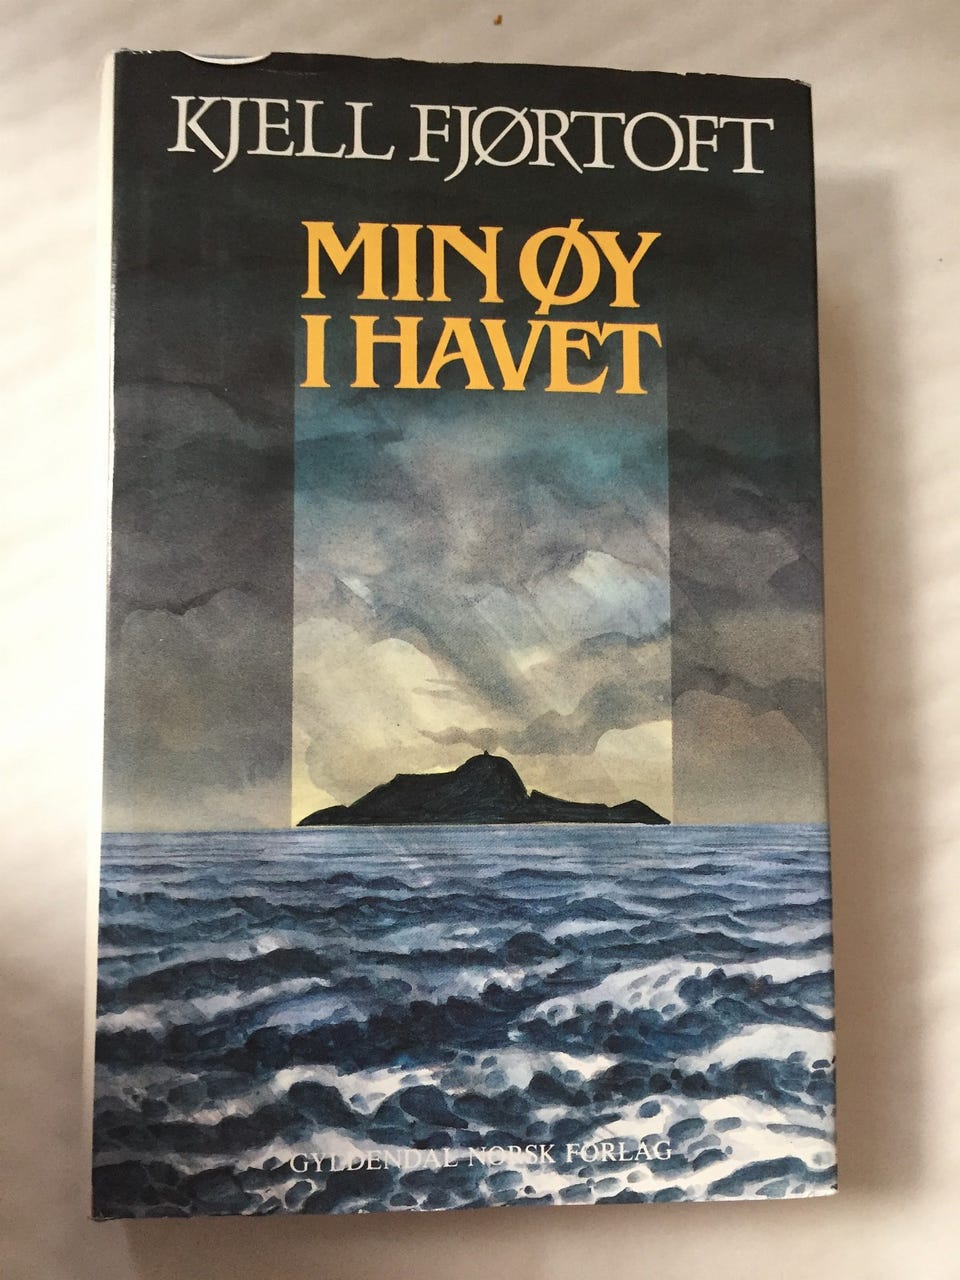 KJELL FJØRTOFT
MIN ØY
I HAVET
GYLDENDAL NORSK FORLAG